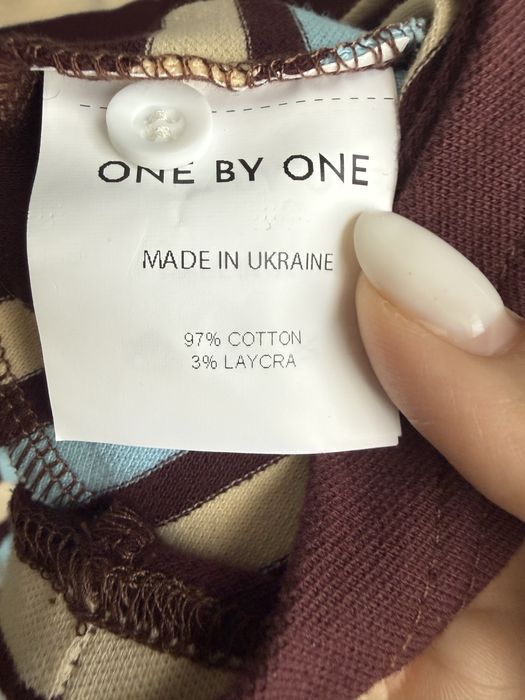 ONE BY ONE
MADE IN UKRAINE
97% COTTON
3% LAYCRA